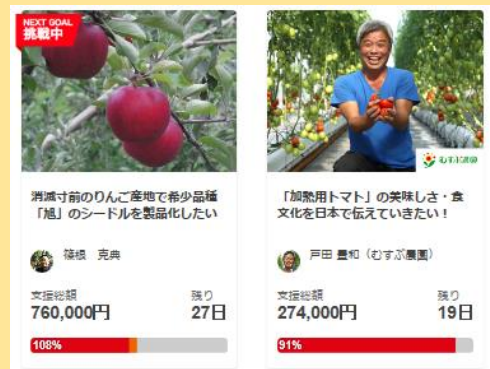 NEXT GOAL
挑戦中
消滅寸前のりんご産地で希少品種
「旭」のシードルを製品化したい
篠根 克典
支援総額
残り
760,000円
27日
108%
むすぶ農園
「加熱用トマト」の美味しさ・食
文化を日本で伝えていきたい！
戸田 豊和（むすぶ農園）
支援総額
残り
274,000円
19日
91%